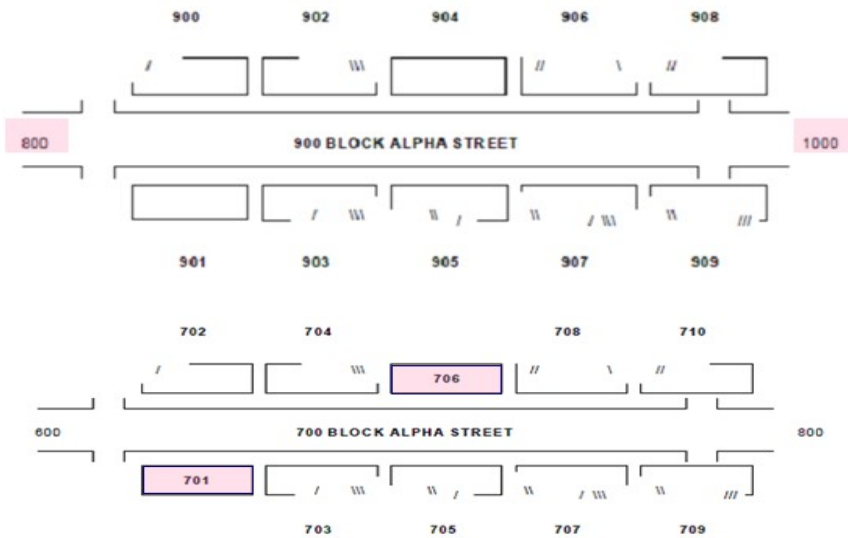 900 902 904 906 908
800 900 BLOCK ALPHA STREET 1000
901 903 905 907 909
702 704 708 710
706
600 700 BLOCK ALPHA STREET 800
701
703 705 707 709